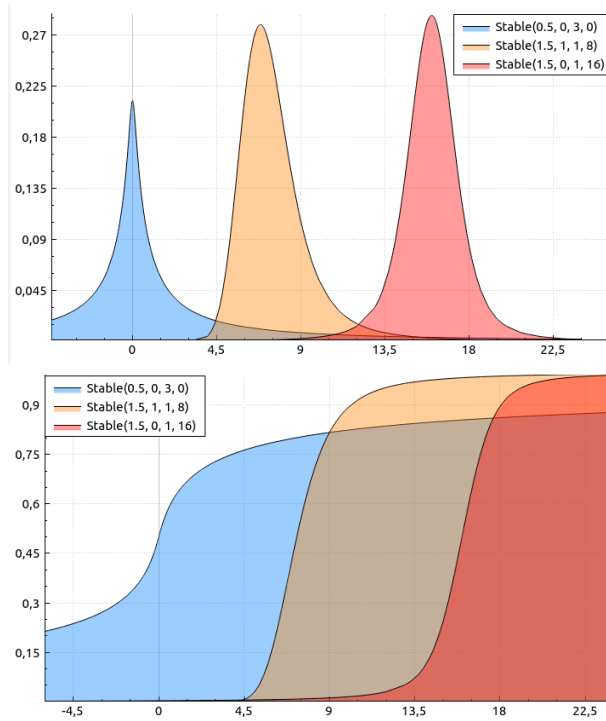 0,27
0,225
0,18
0,135
0,09
0,045
Stable(0.5, 0, 3, 0)
Stable(1.5, 1, 1, 8)
Stable(1.5, 0, 1, 16)
0 4,5 9 13,5 18 22,5
Stable(0.5, 0, 3, 0)
Stable(1.5, 1, 1, 8)
Stable(1.5, 0, 1, 16)
0,9
0,75
0,6
0,45
0,3
0,15
-4,5 0 4,5 9 13,5 18 22,5